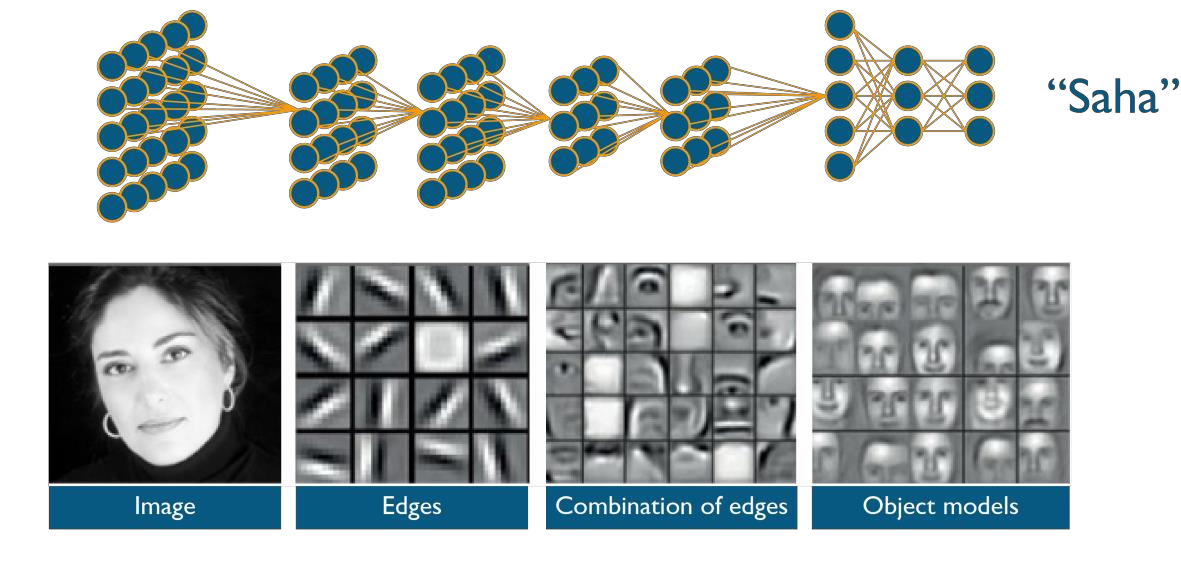 “Saha”
Image
Edges
Combination of edges
Object models